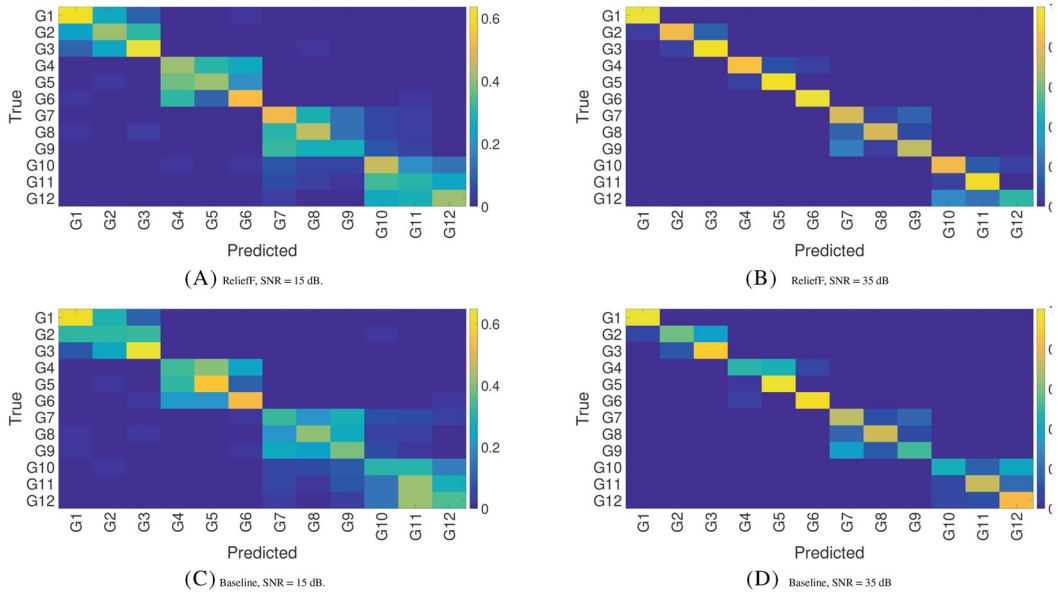 G1
G2
G3
G4
G5
G6
G7
G8
G9
G10
G11
G12
True
G1 G2 G3 G4 G5 G6 G7 G8 G9 G10 G11 G12
Predicted
0.6
0.4
0.2
0
(A) ReliefF, SNR = 15 dB.
G1
G2
G3
G4
G5
G6
G7
G8
G9
G10
G11
G12
True
G1 G2 G3 G4 G5 G6 G7 G8 G9 G10 G11 G12
Predicted
(B) ReliefF, SNR = 35 dB
G1
G2
G3
G4
G5
G6
G7
G8
G9
G10
G11
G12
True
G1 G2 G3 G4 G5 G6 G7 G8 G9 G10 G11 G12
Predicted
0.6
0.4
0.2
0
(C) Baseline, SNR = 15 dB.
G1
G2
G3
G4
G5
G6
G7
G8
G9
G10
G11
G12
True
G1 G2 G3 G4 G5 G6 G7 G8 G9 G10 G11 G12
Predicted
(D) Baseline, SNR = 35 dB